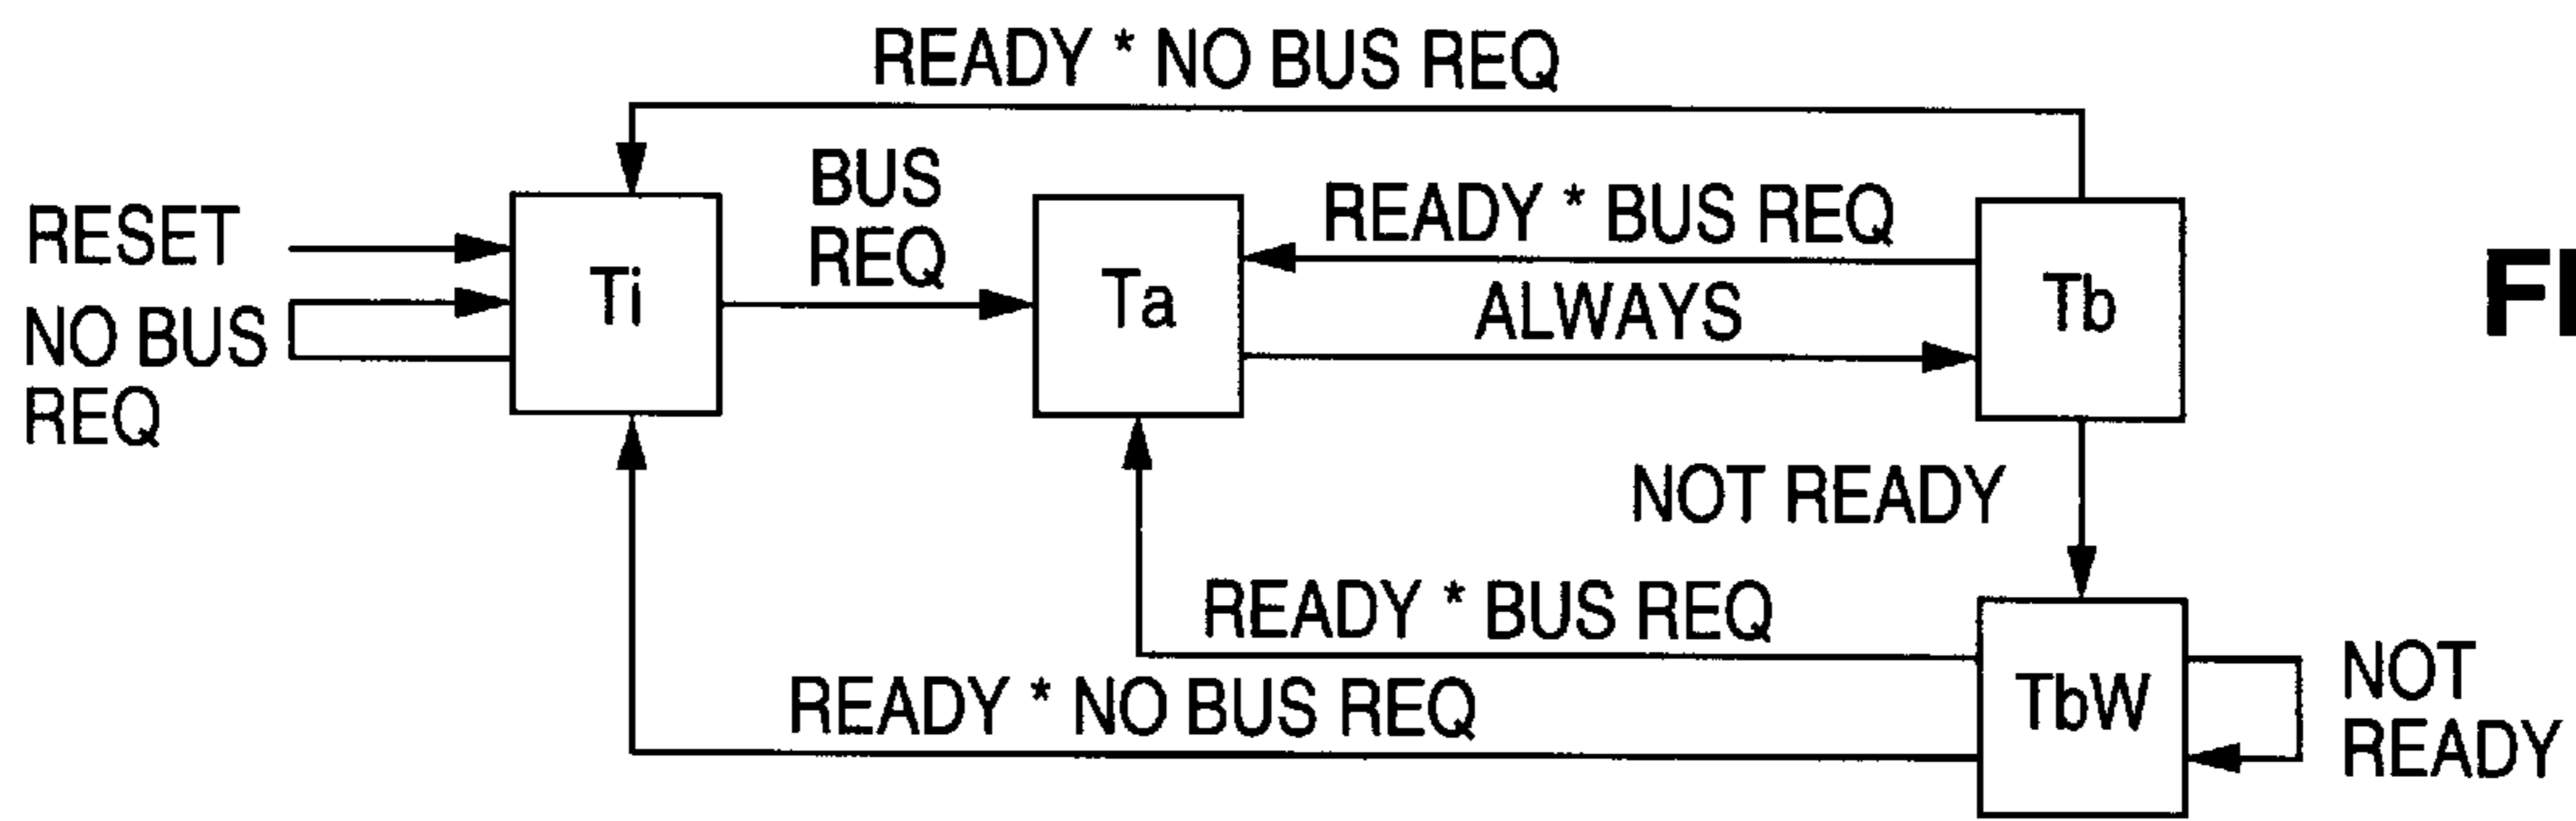 READY * NO BUS REQ
BUS
REQ
READY * BUS REQ
RESET
Ti
Ta
Tb
ALWAYS
NO BUS
REQ
NOT READY
READY * BUS REQ
READY * NO BUS REQ
TbW
NOT
READY